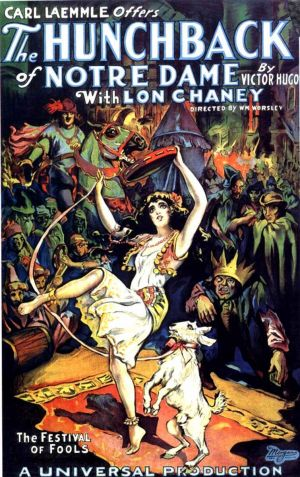 CARL LAEMMLE Offers
The HUNCHBACK
of NOTRE DAME
By
VICTOR HUGO
With LON CHANEY
DIRECTED BY WM WORSLEY
The FESTIVAL
OF FOOLS
A UNIVERSAL PRODUCTION